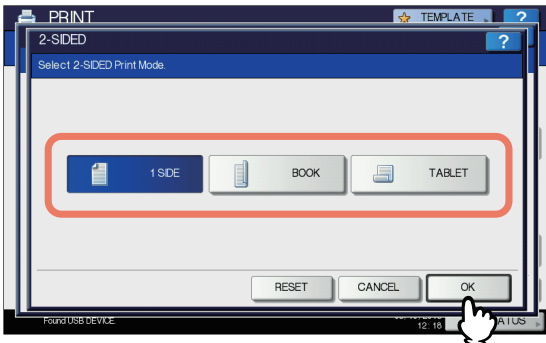 PRINT
TEMPLATE
?
2-SIDED
?
Select 2-SIDED Print Mode.
1 SIDE
BOOK
TABLET
RESET
CANCEL
OK
Found USB DEVICE
12: 18